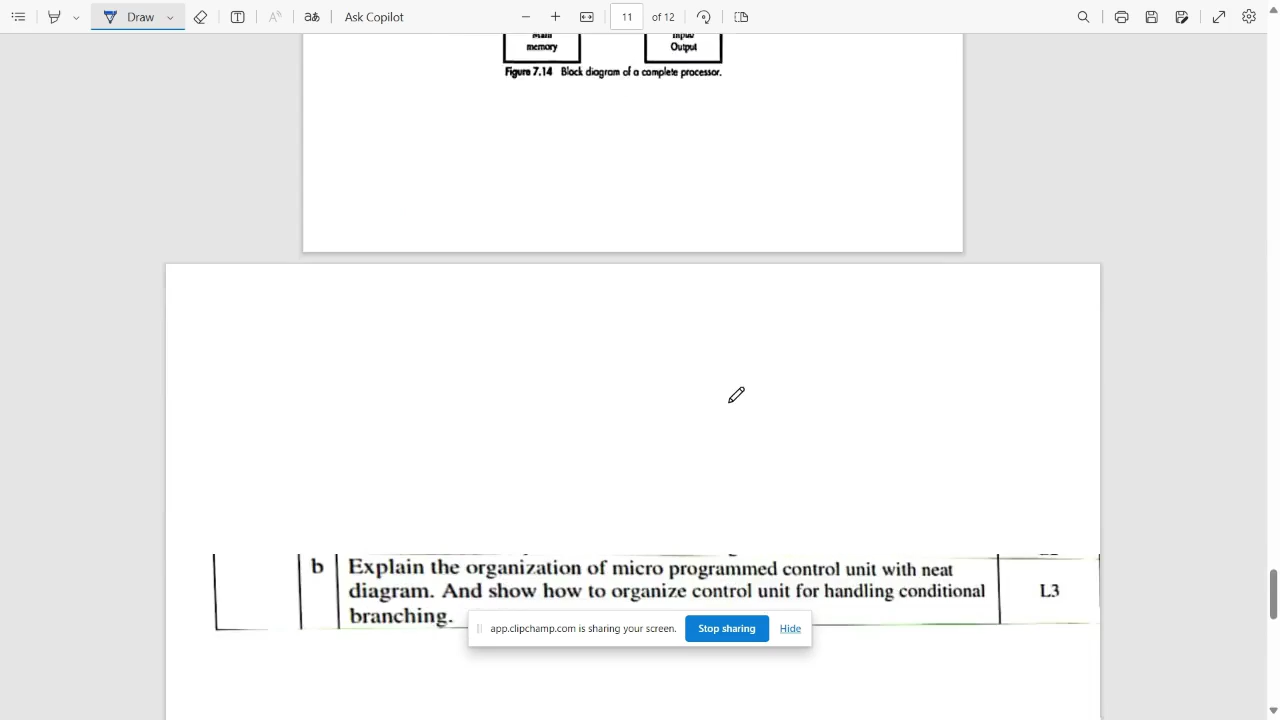 Draw
Ask Copilot
11 of 12
Main Input
memory Output
Figure 7.14 Block diagram of a complete processor.
b Explain the organization of micro programmed control unit with neat
diagram. And show how to organize control unit for handling conditional L3
branching.
app.clipchamp.com is sharing your screen. Stop sharing Hide